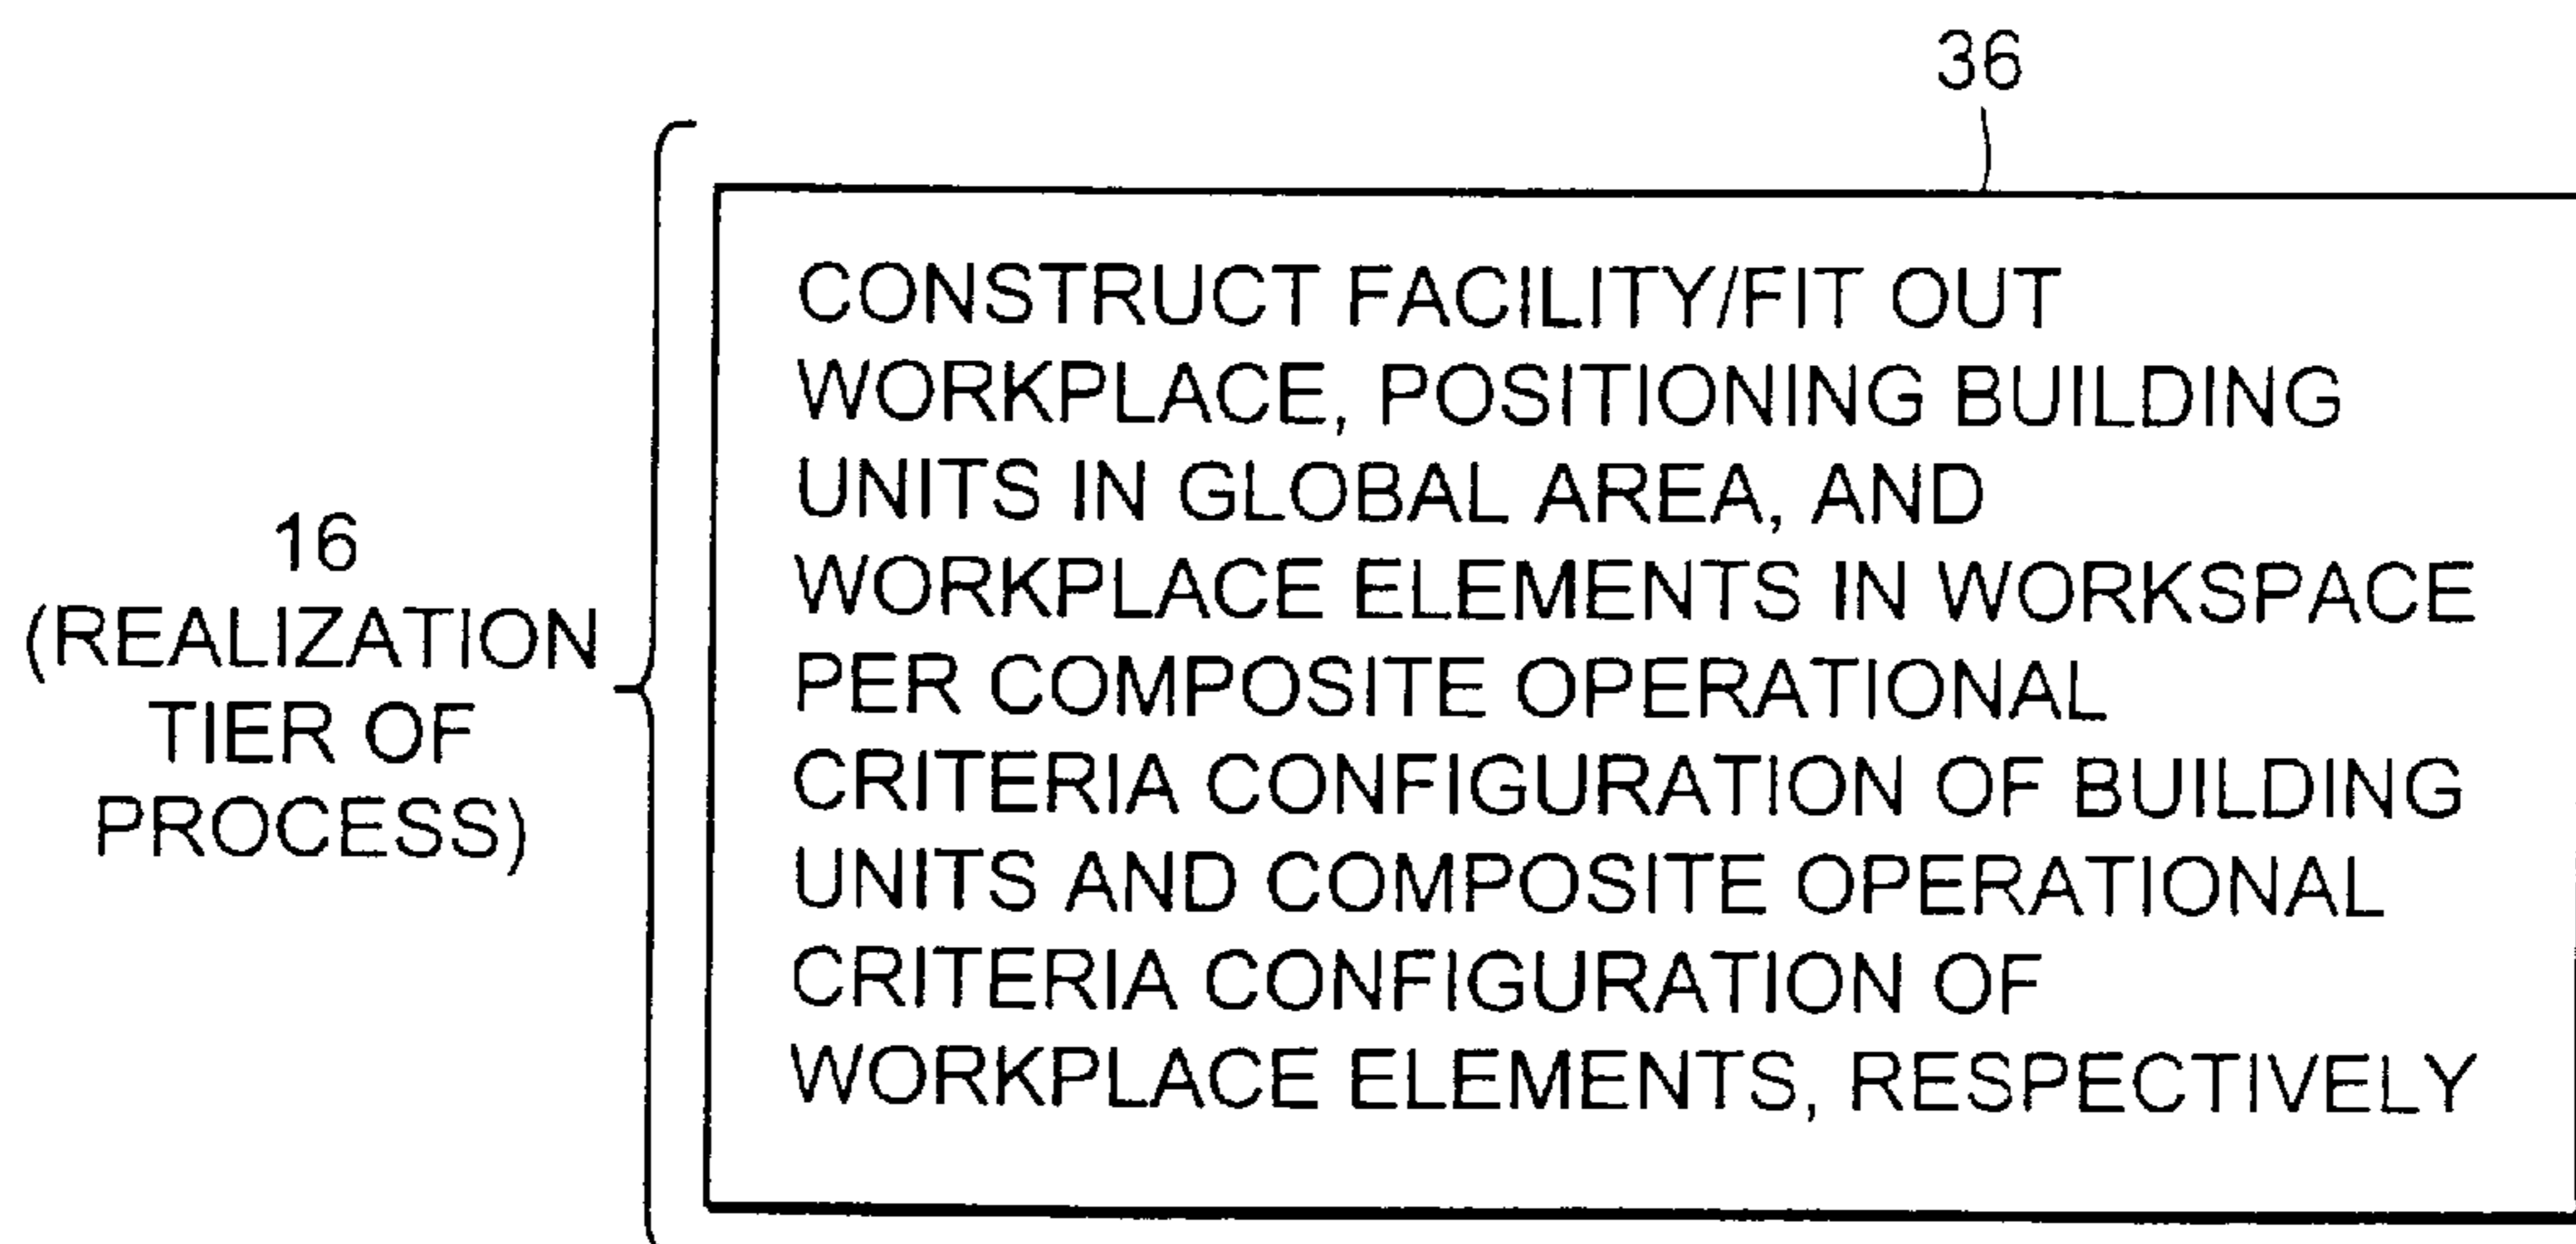 36
CONSTRUCT FACILITY/FIT OUT
WORKPLACE, POSITIONING BUILDING
UNITS IN GLOBAL AREA, AND
WORKPLACE ELEMENTS IN WORKSPACE
PER COMPOSITE OPERATIONAL
CRITERIA CONFIGURATION OF BUILDING
UNITS AND COMPOSITE OPERATIONAL
CRITERIA CONFIGURATION OF
WORKPLACE ELEMENTS, RESPECTIVELY
16
(REALIZATION
TIER OF
PROCESS)